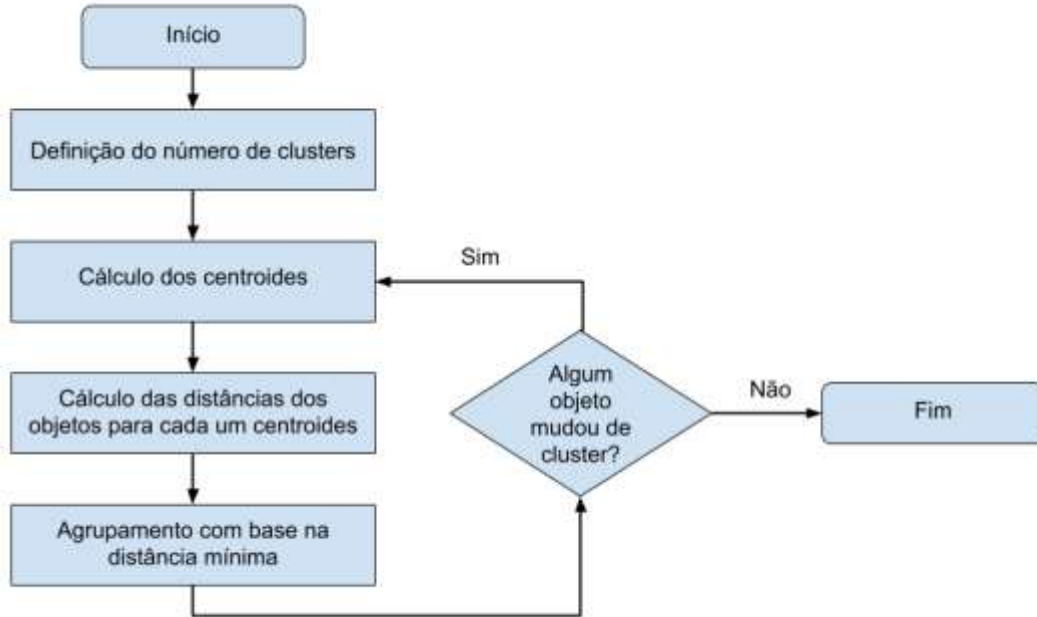 Início
Definição do número de clusters
Cálculo dos centroides
Sim
Cálculo das distâncias dos
objetos para cada um centroides
Algum
objeto
mudou de
cluster?
Não
Fim
Agrupamento com base na
distância mínima